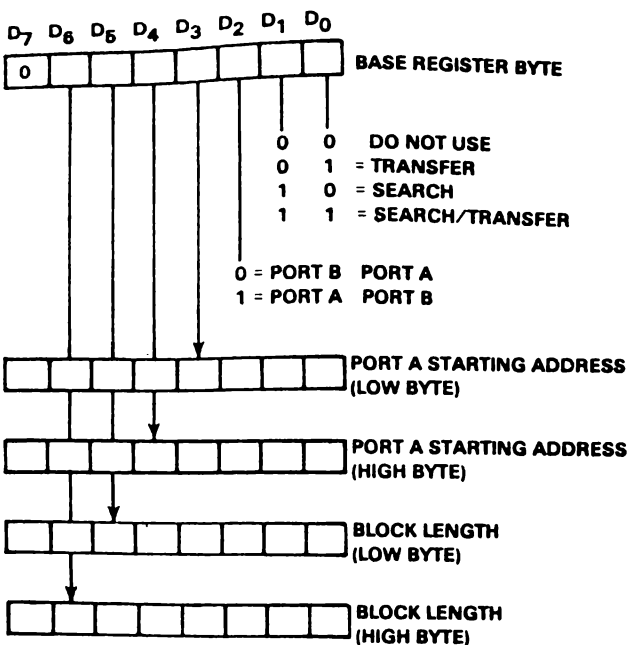 D7 D6 D5 D4 D3 D2 D1 D0
0 BASE REGISTER BYTE
0 0 DO NOT USE
0 1 = TRANSFER
1 0 = SEARCH
1 1 = SEARCH/TRANSFER
0 = PORT B PORT A
1 = PORT A PORT B
PORT A STARTING ADDRESS
(LOW BYTE)
PORT A STARTING ADDRESS
(HIGH BYTE)
BLOCK LENGTH
(LOW BYTE)
BLOCK LENGTH
(HIGH BYTE)